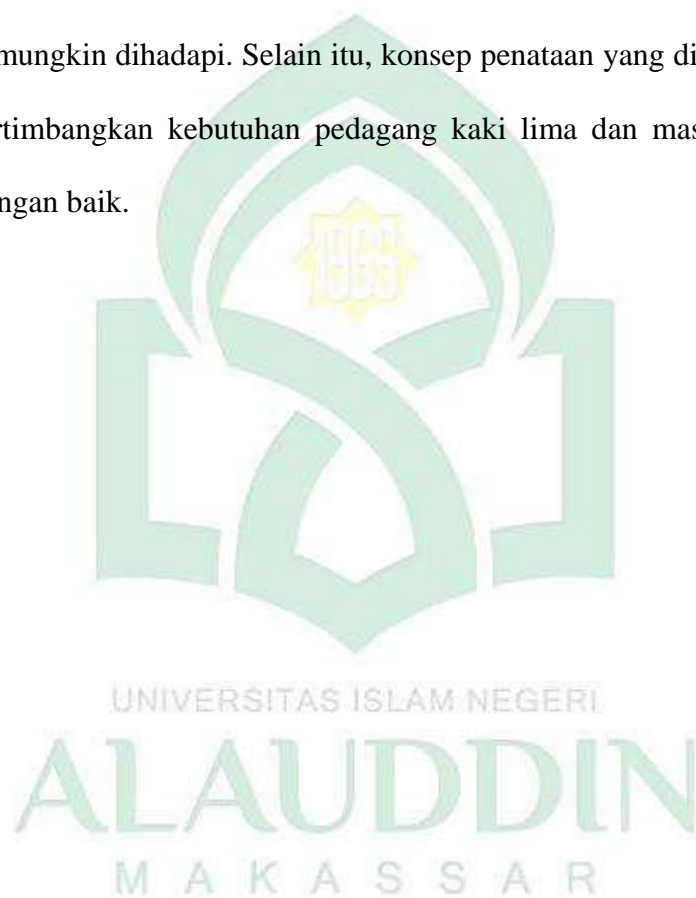 mungkin dihadapi. Selain itu, konsep penataan yang di
rtimbangkan kebutuhan pedagang kaki lima dan mas
ngan baik.
1965
UNIVERSITAS ISLAM NEGERI
ALAUDDIN
M A K A S S A R